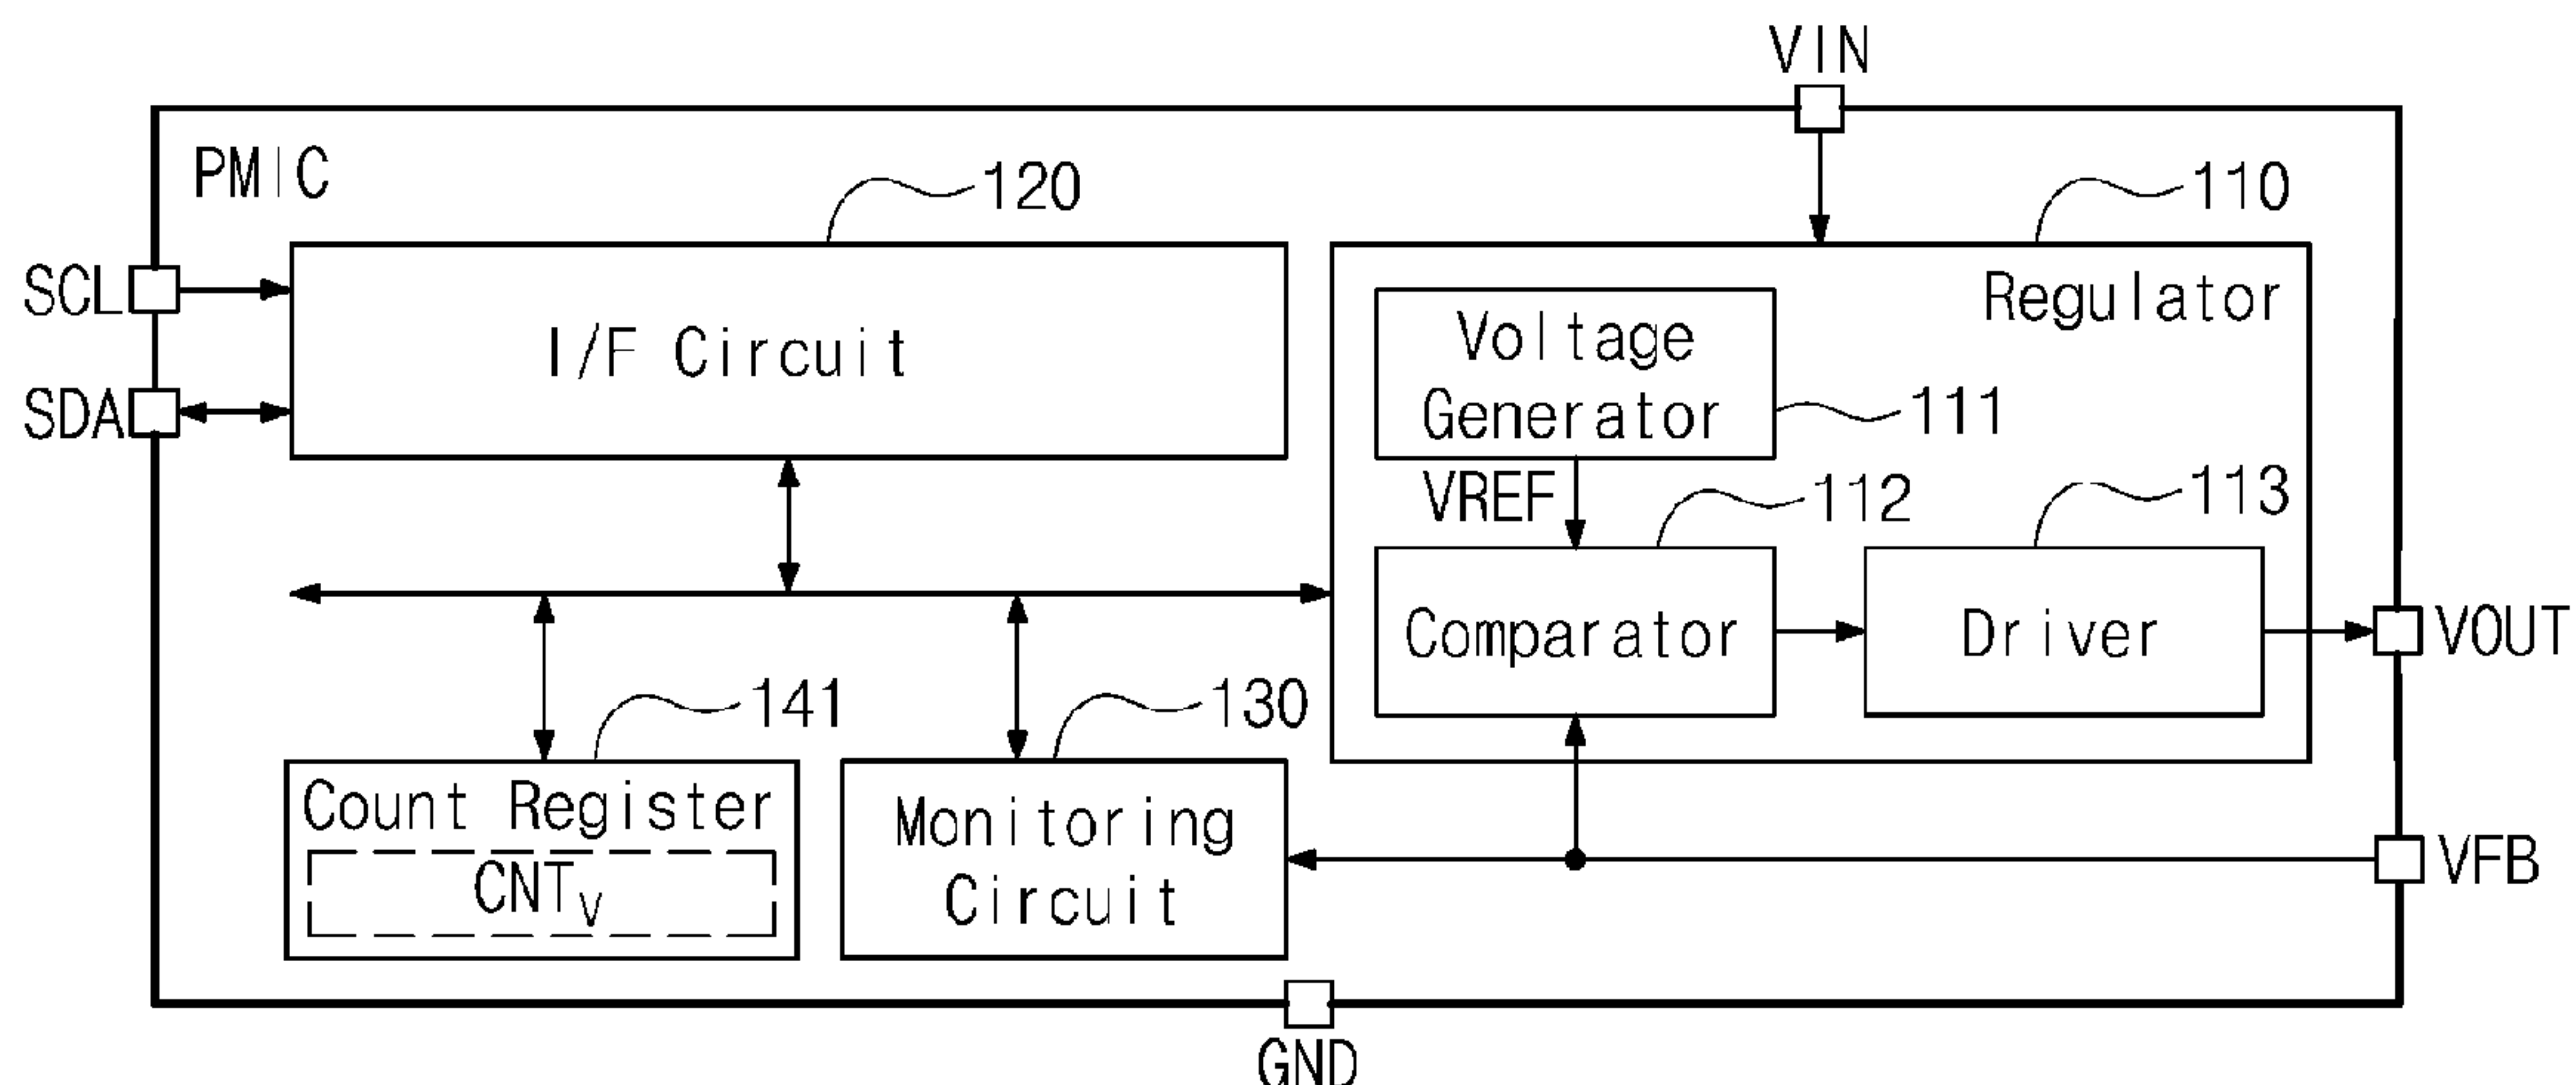 VIN
PMIC
120
110
SCL
I/F Circuit
Regulator
Voltage
Generator
111
SDA
VREF
112
113
Comparator
Driver
VOUT
141
130
Count Register
CNTV
Monitoring
Circuit
VFB
GND